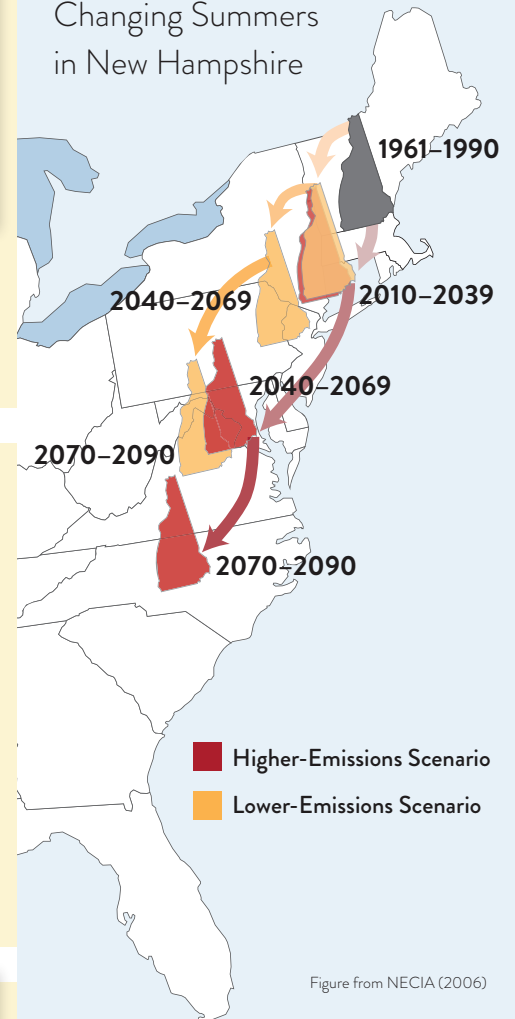 Changing Summers
in New Hampshire
1961–1990
2010–2039
2040–2069
2040–2069
2070–2090
2070–2090
Higher-Emissions Scenario
Lower-Emissions Scenario
Figure from NECIA (2006)